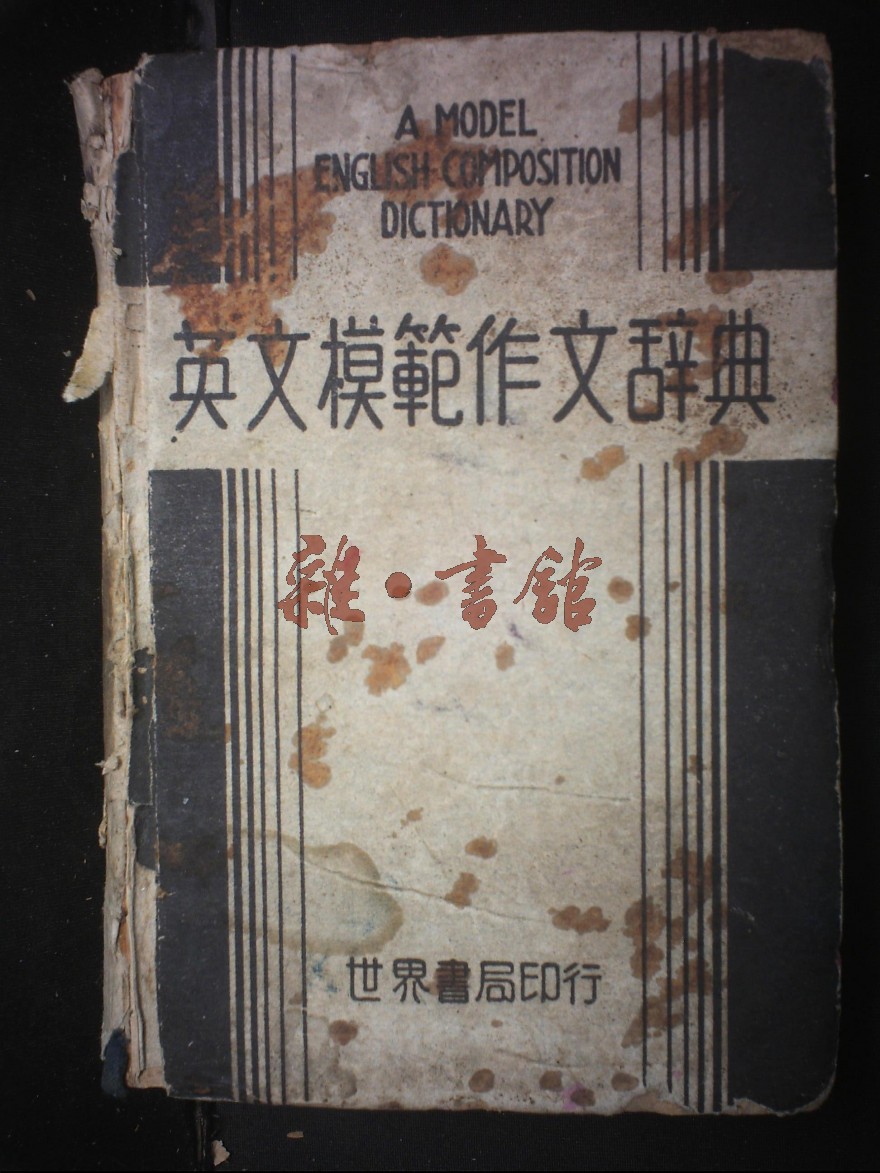 A MODEL
ENGLISH COMPOSITION
DICTIONARY
英文模範作文辞典
雜·書館
世界書局印行